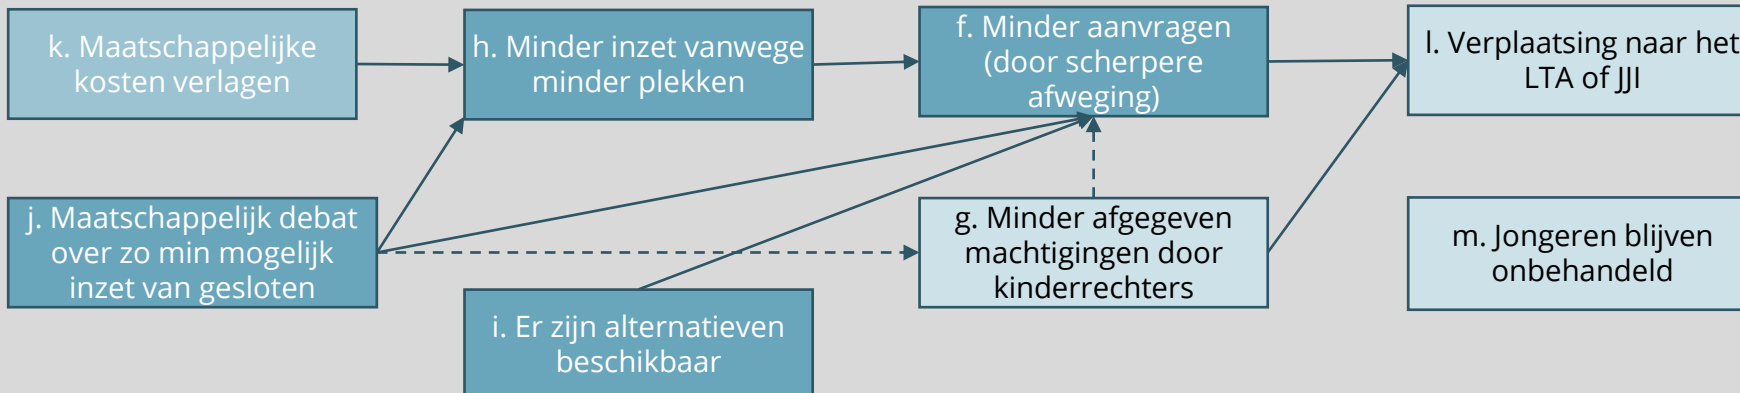 k. Maatschappelijke
kosten verlagen
h. Minder inzet vanwege
minder plekken
f. Minder aanvragen
(door scherpere
afweging)
l. Verplaatsing naar het
LTA of JJI
j. Maatschappelijk debat
over zo min mogelijk
inzet van gesloten
g. Minder afgegeven
machtigingen door
kinderrechters
m. Jongeren blijven
onbehandeld
i. Er zijn alternatieven
beschikbaar